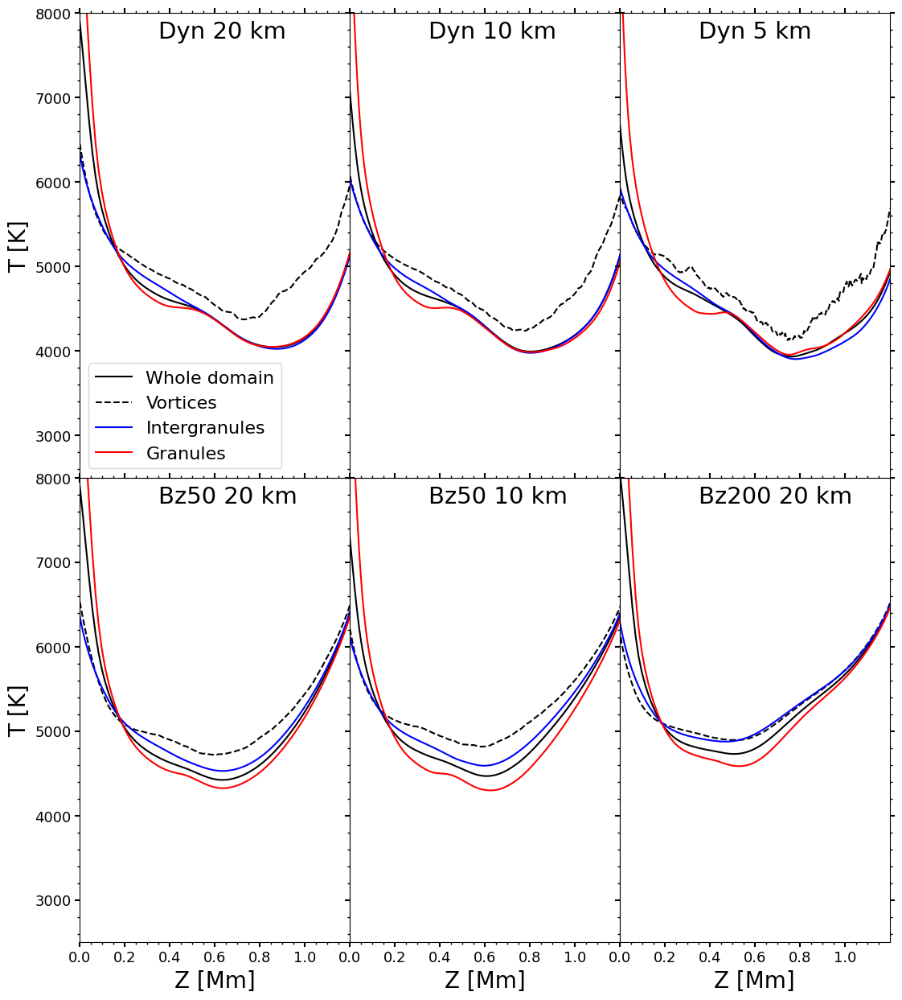 Dyn 20 km
Dyn 10 km
Dyn 5 km
8000
7000
6000
5000
4000
3000
T [K]
Whole domain
Vortices
Intergranules
Granules
Bz50 20 km
Bz50 10 km
Bz200 20 km
8000
7000
6000
5000
4000
3000
T [K]
0.0 0.2 0.4 0.6 0.8 1.0 0.0 0.2 0.4 0.6 0.8 1.0 0.0 0.2 0.4 0.6 0.8 1.0
Z [Mm] Z [Mm] Z [Mm]